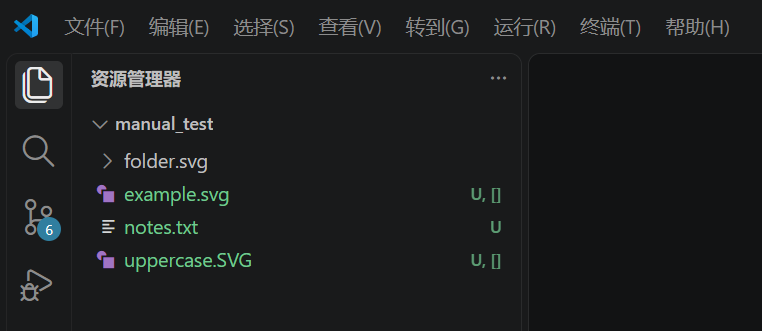 文件(F) 编辑(E) 选择(S) 查看(V) 转到(G) 运行(R) 终端(T) 帮助(H)
资源管理器 ···
manual_test
folder.svg
example.svg U, []
notes.txt U
6
uppercase.SVG U, []